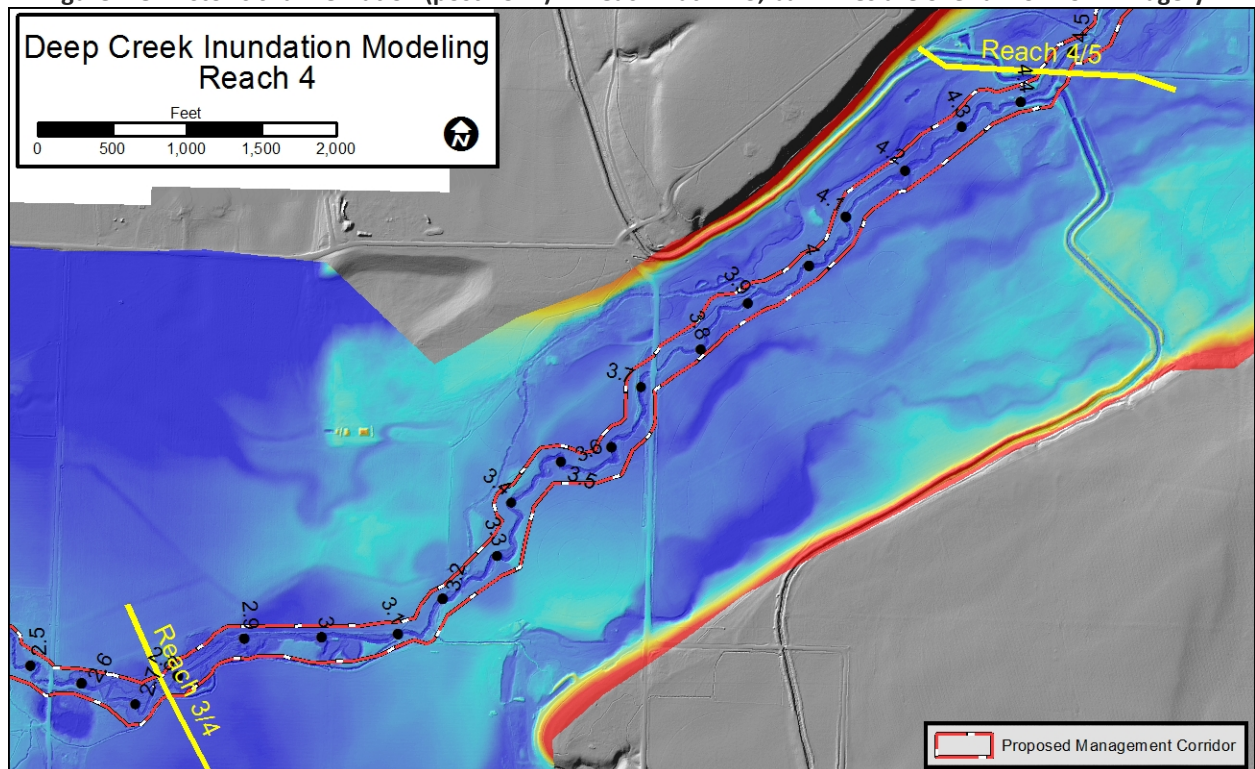 Deep Creek Inundation Modeling
Reach 4
Feet
0 500 1,000 1,500 2,000
N
4.5
Reach 4/5
4.4
4.3
4.2
4.1
4
3.9
3.8
3.7
3.6
3.5
3.4
3.3
3.2
3.1
3
2.9
2.7
2.6
2.5
Reach 3/4
Proposed Management Corridor